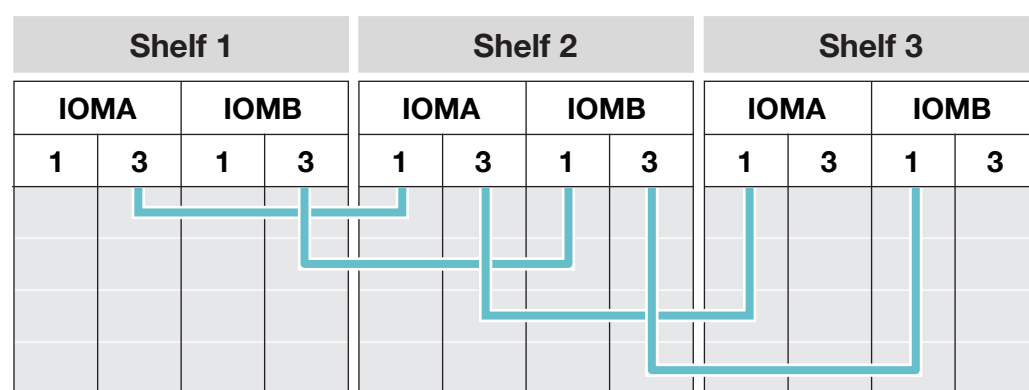 Shelf 1 Shelf 2 Shelf 3
IOMA IOMB IOMA IOMB IOMA IOMB
1 3 1 3 1 3 1 3 1 3 1 3